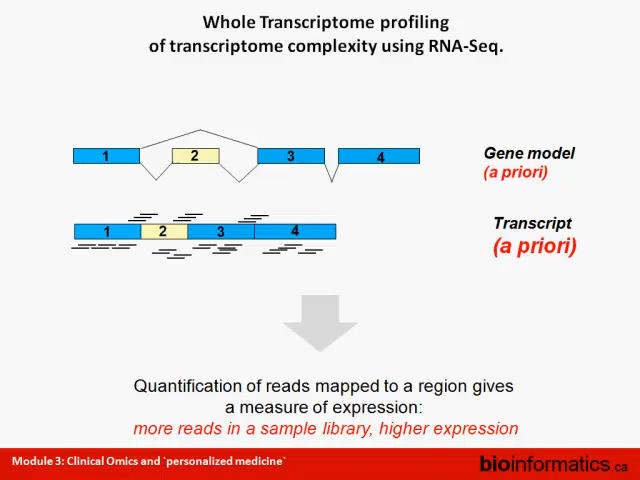 Whole Transcriptome profiling
of transcriptome complexity using RNA-Seq.
1 2 3 4
Gene model
(a priori)
1 2 3 4
Transcript
(a priori)
Quantification of reads mapped to a region gives
a measure of expression:
more reads in a sample library, higher expression
Module 3: Clinical Omics and `personalized medicine`
bioinformatics.ca